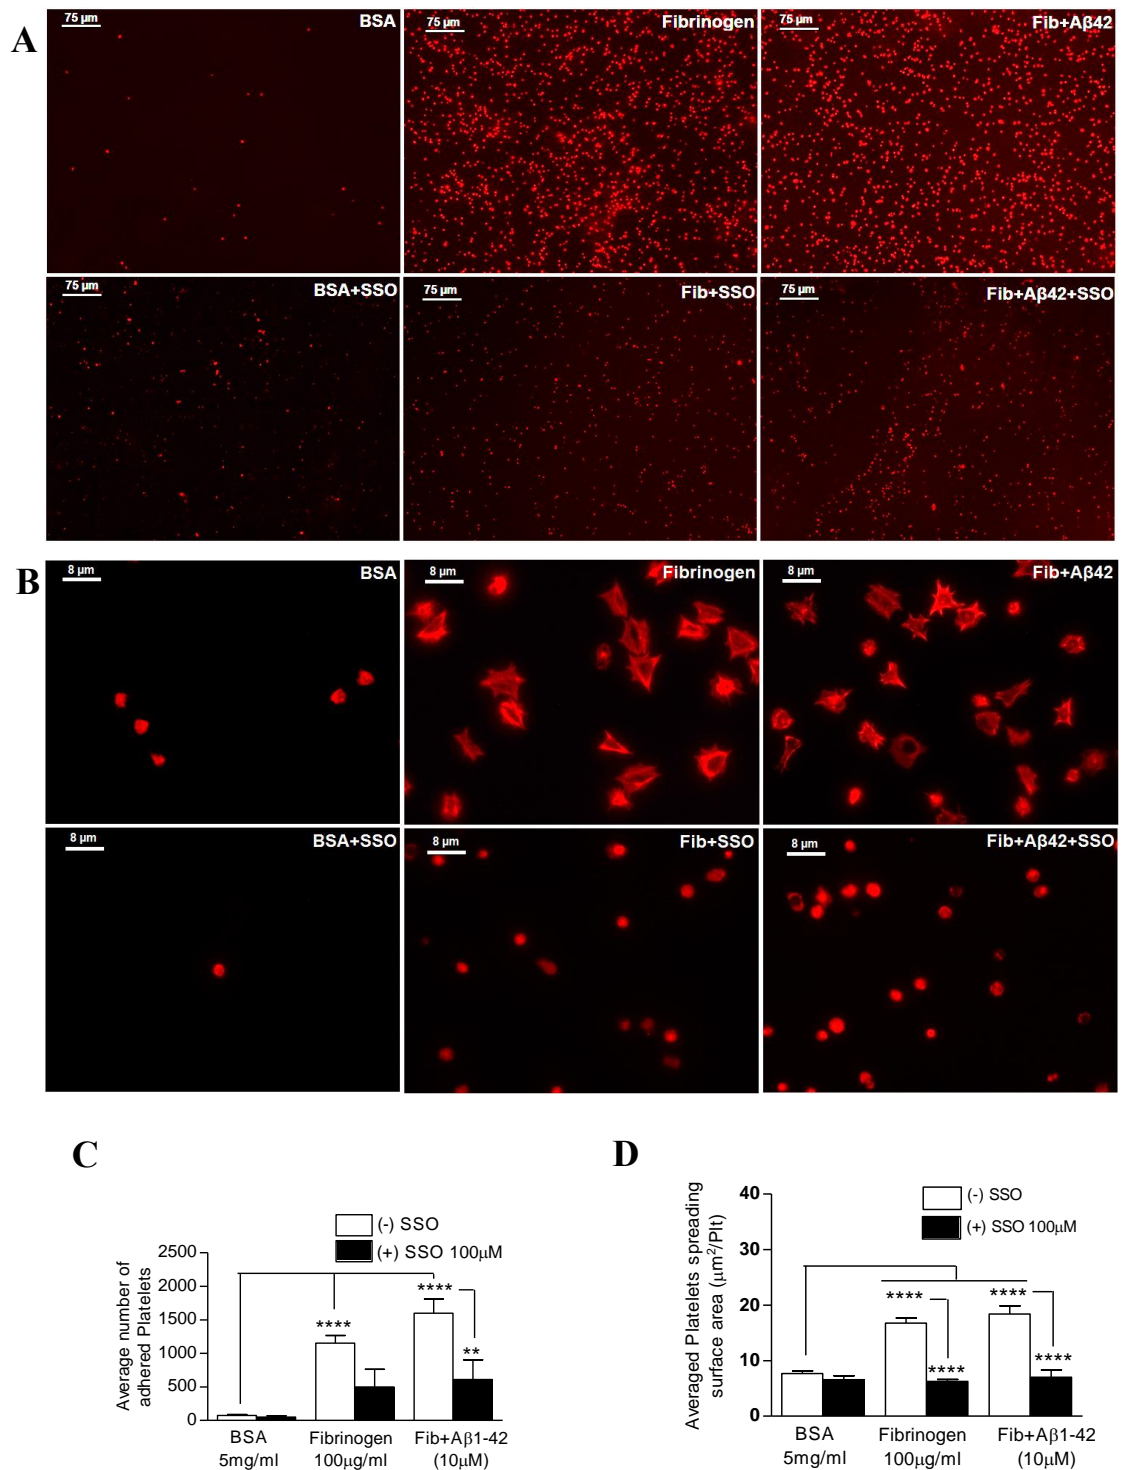 A
75 µm
BSA
75 µm
Fibrinogen
75 µm
Fib+Aβ42
75 µm
BSA+SSO
75 µm
Fib+SSO
75 µm
Fib+Aβ42+SSO
B
8 µm
BSA
8 µm
Fibrinogen
8 µm
Fib+Aβ42
8 µm
BSA+SSO
8 µm
Fib+SSO
8 µm
Fib+Aβ42+SSO
C
(-) SSO
(+) SSO 100µM
Average number of
adhered Platelets
2500
2000
1500
1000
500
0
****
****
**
BSA
5mg/ml
Fibrinogen
100µg/ml
Fib+Aβ1-42
(10µM)
D
(-) SSO
(+) SSO 100µM
Averaged Platelets spreading
surface area (µm²/Plt)
40
30
20
10
0
****
****
****
****
BSA
5mg/ml
Fibrinogen
100µg/ml
Fib+Aβ1-42
(10µM)